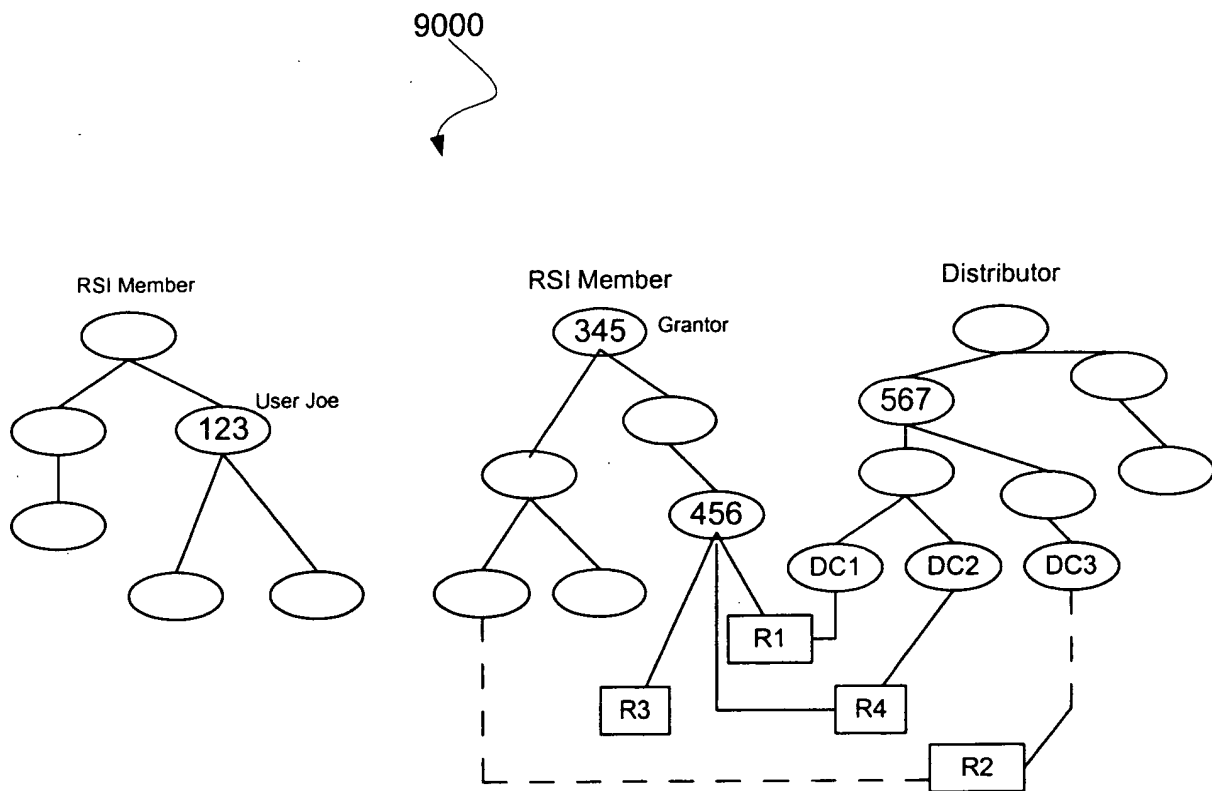 9000
RSI Member
RSI Member
Distributor
345
Grantor
567
User Joe
123
456
DC1
DC2
DC3
R1
R3
R4
R2